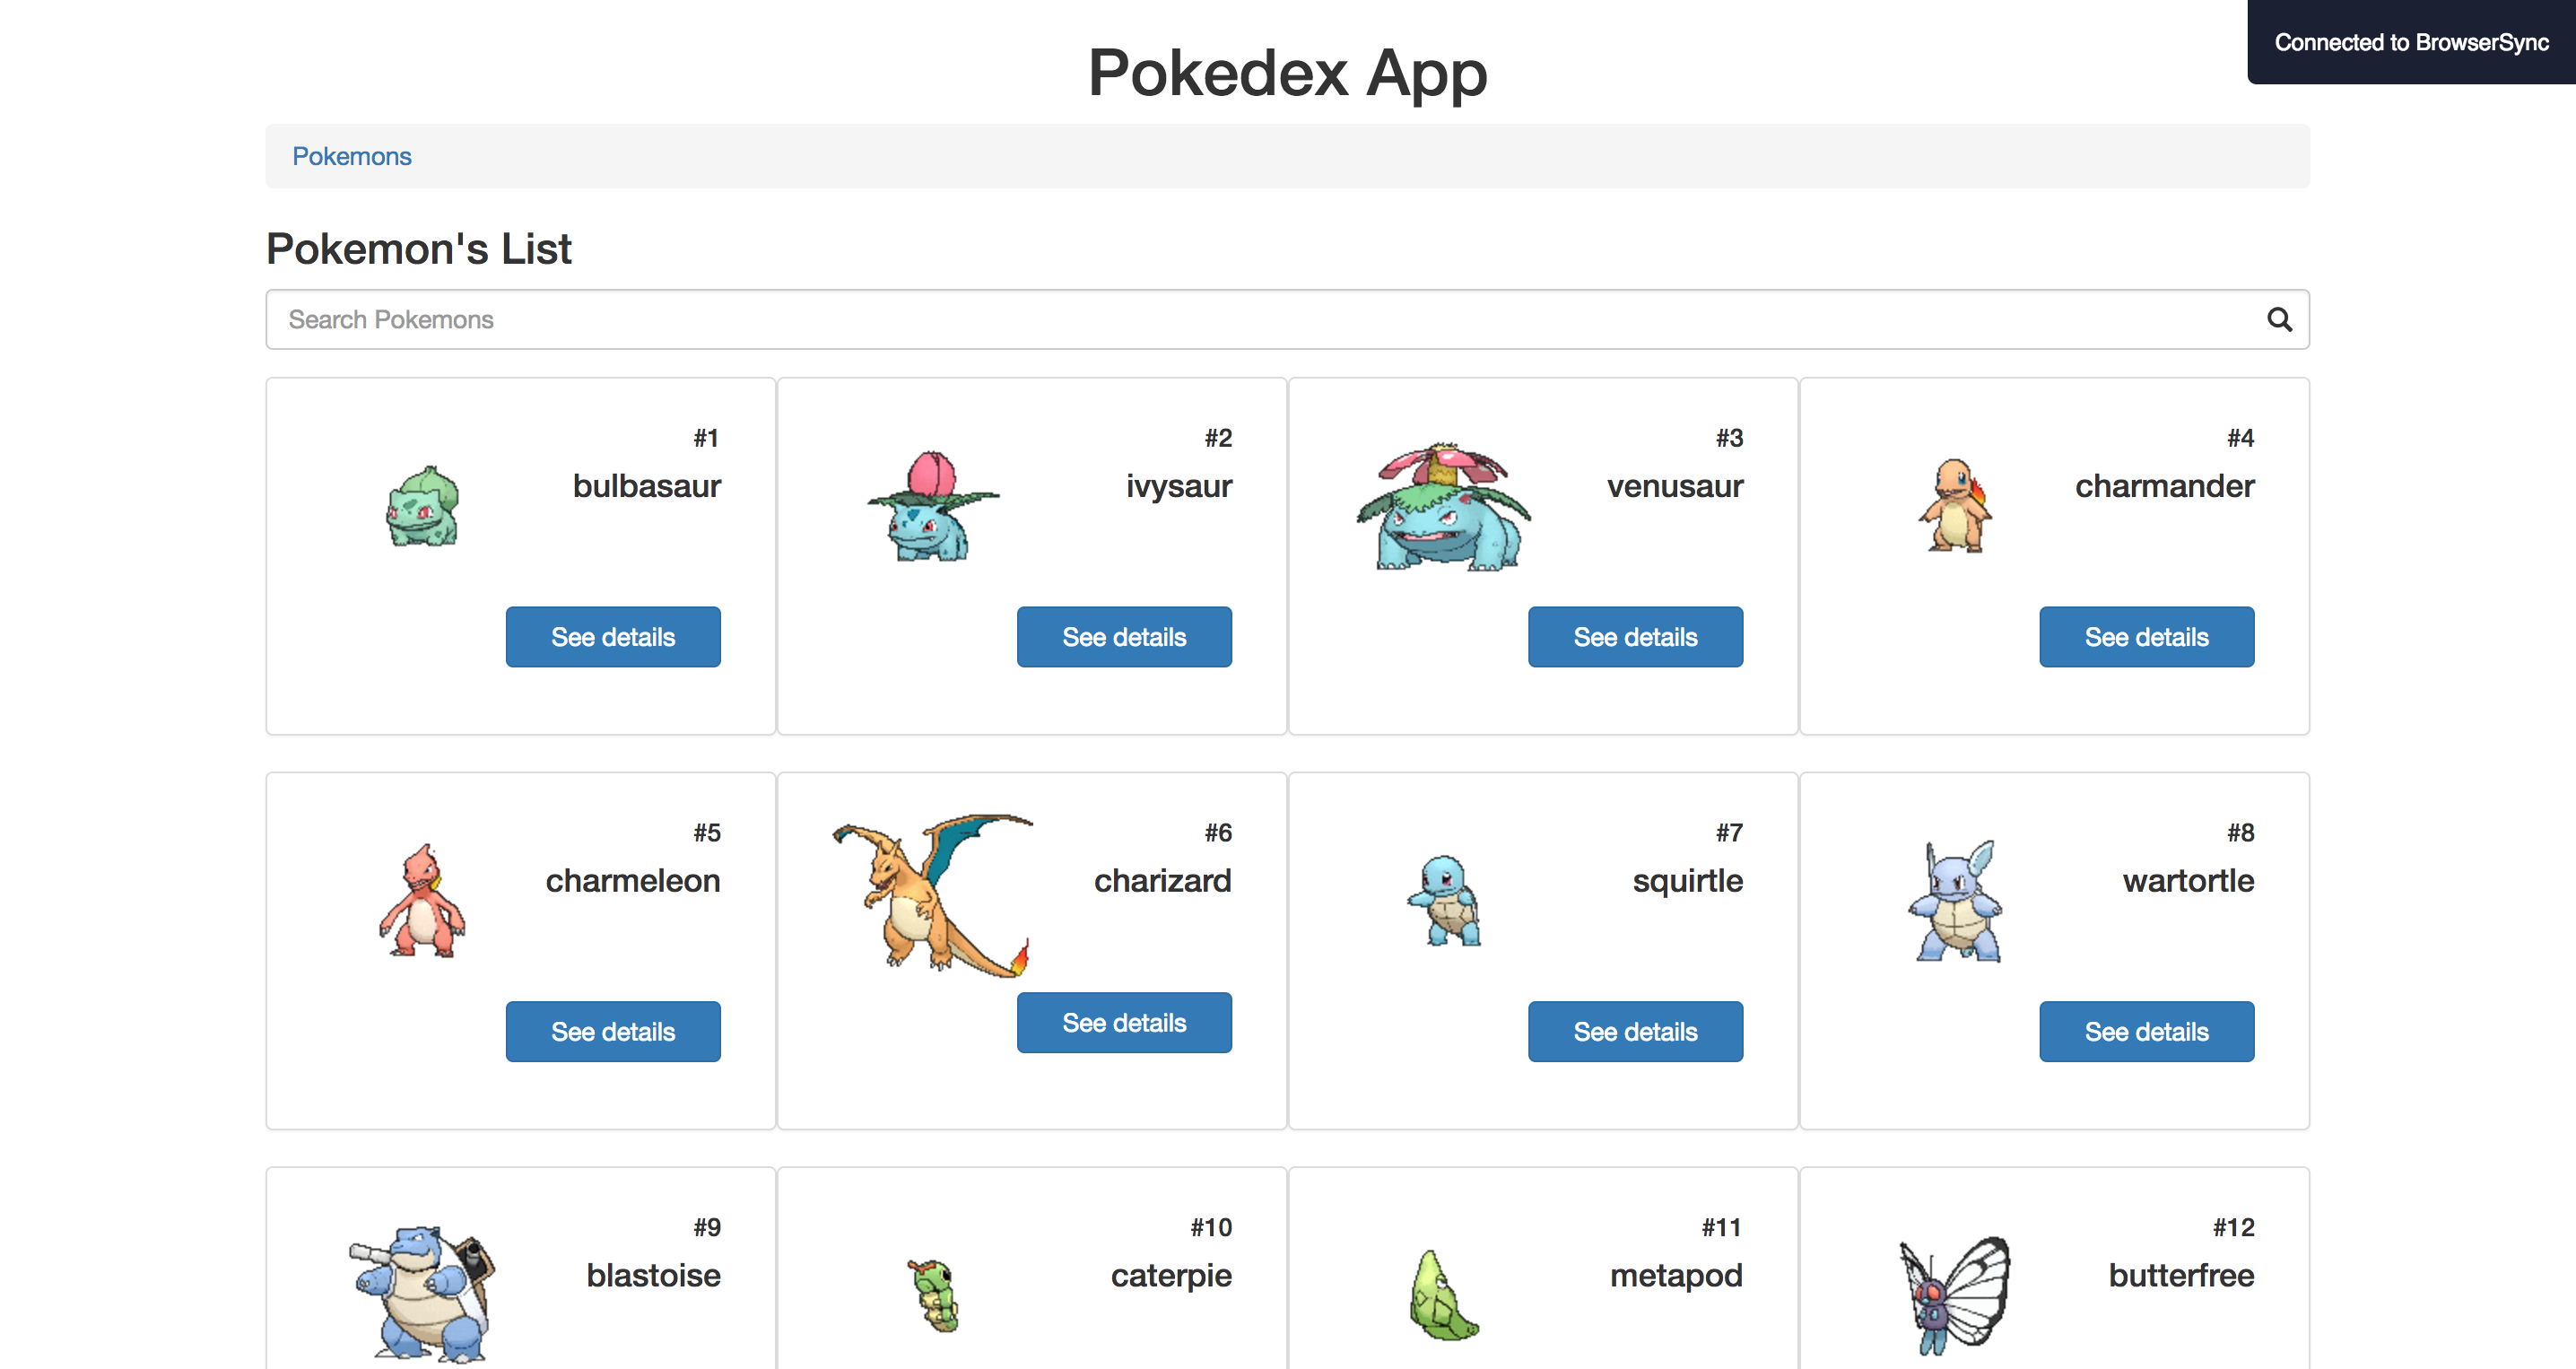 Connected to BrowserSync
Pokedex App
Pokemons
Pokemon's List
Search Pokemons
#1
bulbasaur
See details
#2
ivysaur
See details
#3
venusaur
See details
#4
charmander
See details
#5
charmeleon
See details
#6
charizard
See details
#7
squirtle
See details
#8
wartortle
See details
#9
blastoise
#10
caterpie
#11
metapod
#12
butterfree